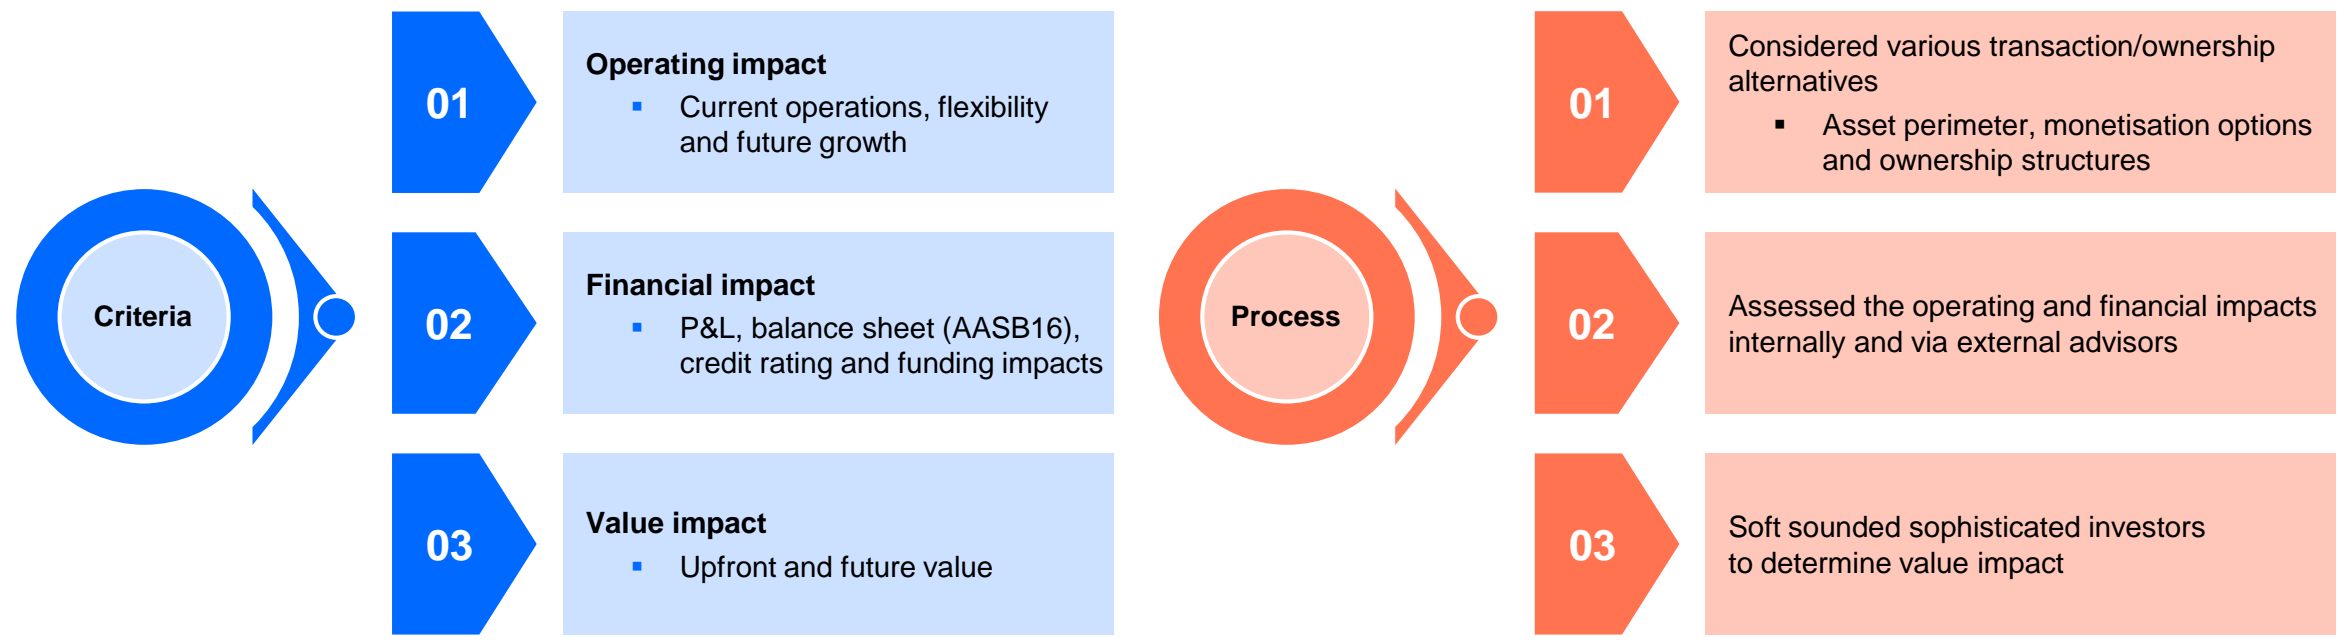 Criteria
01
Operating impact
▪ Current operations, flexibility
and future growth
02
Financial impact
▪ P&L, balance sheet (AASB16),
credit rating and funding impacts
03
Value impact
▪ Upfront and future value
Process
01
Considered various transaction/ownership
alternatives
▪ Asset perimeter, monetisation options
and ownership structures
02
Assessed the operating and financial impacts
internally and via external advisors
03
Soft sounded sophisticated investors
to determine value impact